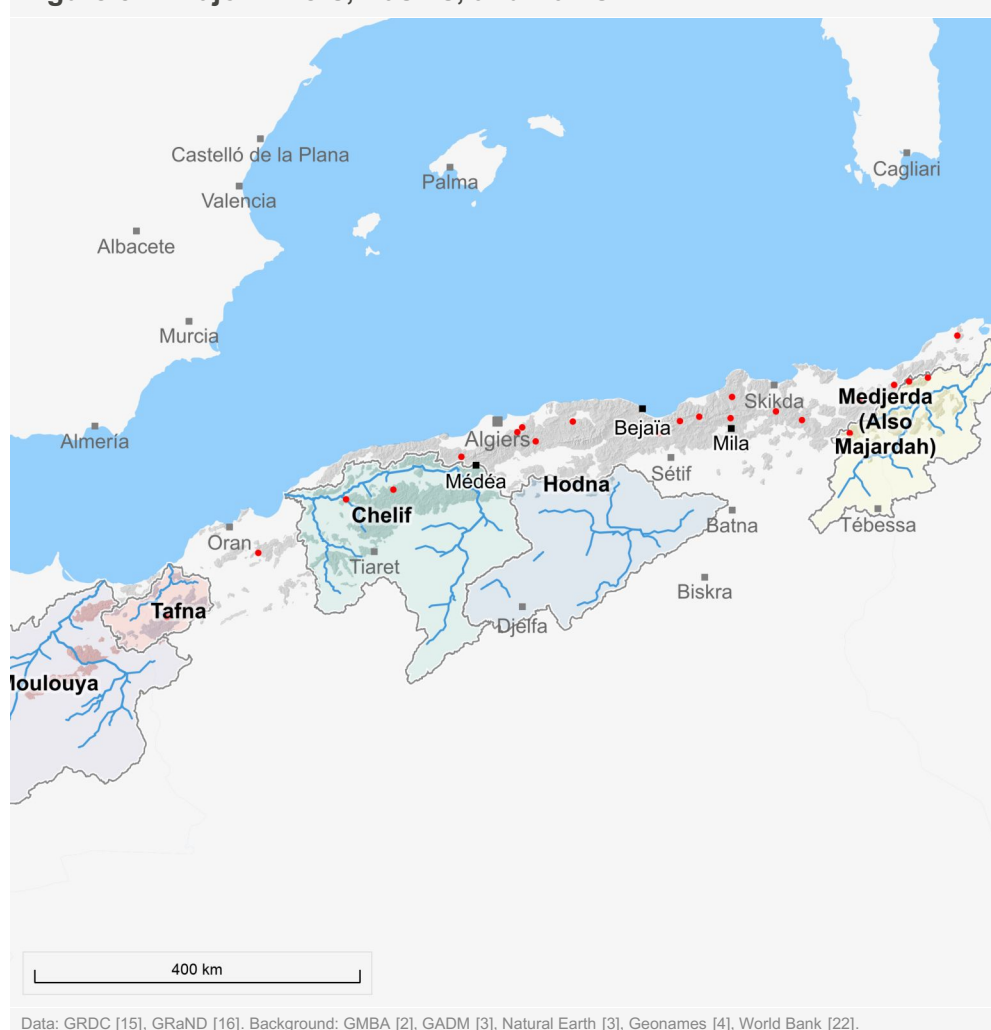 Castelló de la Plana
Palma
Cagliari
Valencia
Albacete
Murcia
Almería
Skikda
Medjerda
(Also
Majardah)
Algiers
Bejaïa
Mila
Sétif
Médéa
Hodna
Chelif
Batna
Tébessa
Oran
Tiaret
Biskra
Tafna
Djelfa
Moulouya
400 km
Data: GRDC [15], GRanD [16]. Background: GMBA [2], GADM [3], Natural Earth [3], Geonames [4], World Bank [22].